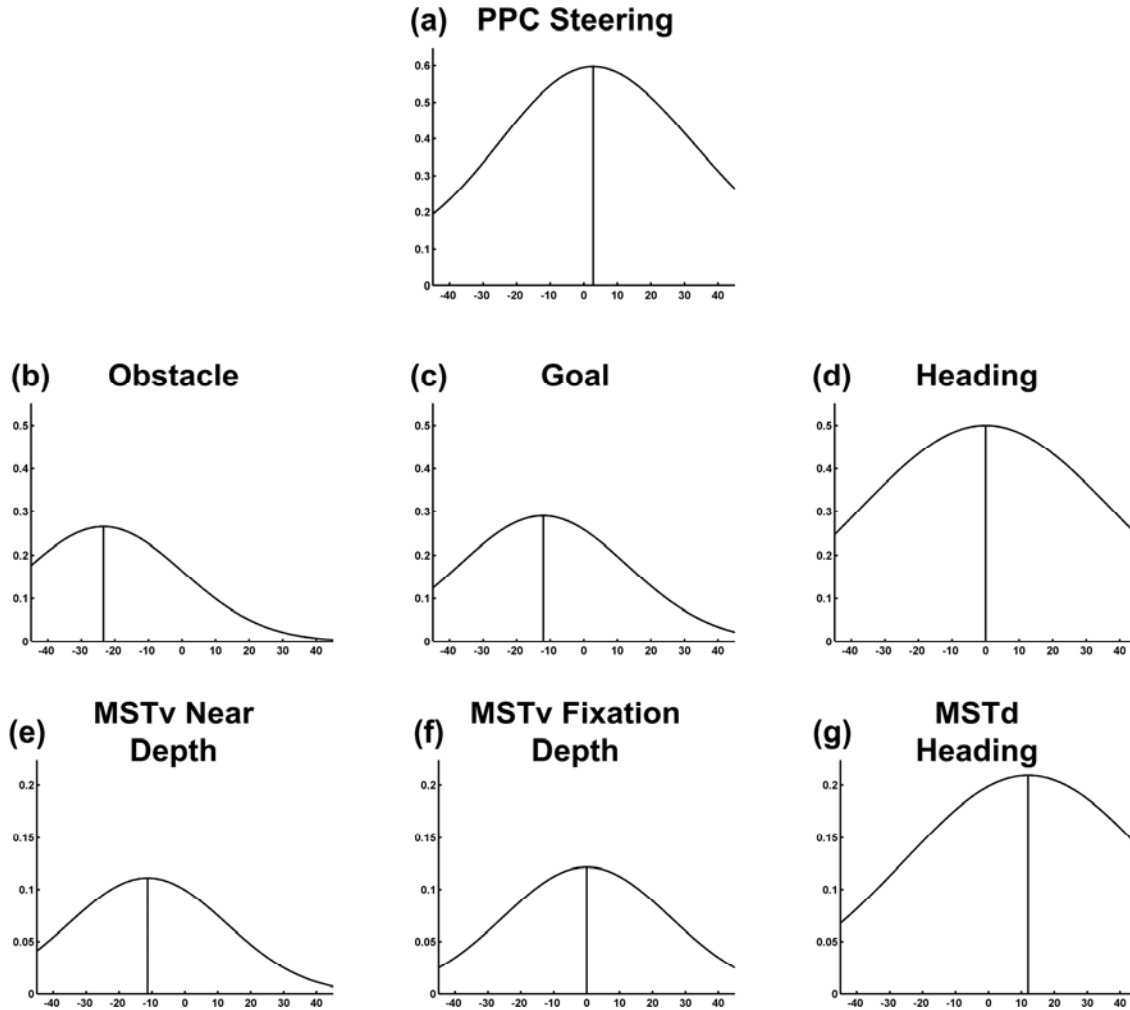 (a) PPC Steering
0.6
0.5
0.4
0.3
0.2
0.1
0
-40 -30 -20 -10 0 10 20 30 40
(b) Obstacle
0.5
0.4
0.3
0.2
0.1
0
-40 -30 -20 -10 0 10 20 30 40
(c) Goal
0.5
0.4
0.3
0.2
0.1
0
-40 -30 -20 -10 0 10 20 30 40
(d) Heading
0.5
0.4
0.3
0.2
0.1
0
-40 -30 -20 -10 0 10 20 30 40
(e) MSTv Near
Depth
0.2
0.15
0.1
0.05
0
-40 -30 -20 -10 0 10 20 30 40
(f) MSTv Fixation
Depth
0.2
0.15
0.1
0.05
0
-40 -30 -20 -10 0 10 20 30 40
(g) MSTd
Heading
0.2
0.15
0.1
0.05
0
-40 -30 -20 -10 0 10 20 30 40